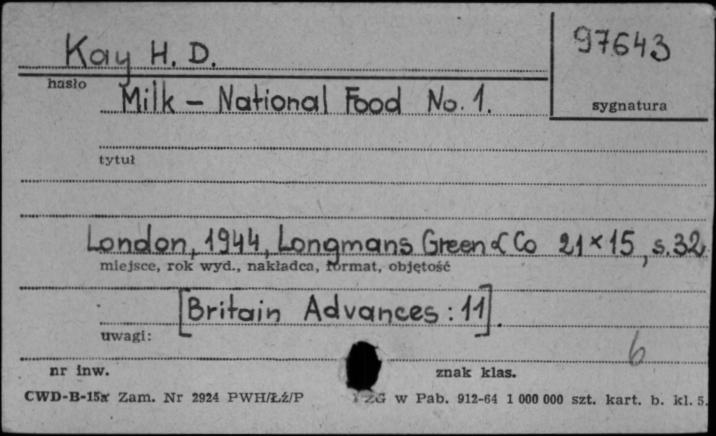 Kay H. D.
97643
hasło
sygnatura
Milk - National Food No. 1.
tytuł
London, 1944, Longmans Green & Co 21 x 15, s. 32
miejsce, rok wyd., nakładca, format, objętość
[Britain Advances : 11].
uwagi:
6
nr inw.
znak klas.
CWD-B-15x Zam. Nr 2924 PWH/Łż/P
w Pab. 912-64 1 000 000 szt. kart. b. kl. 5.